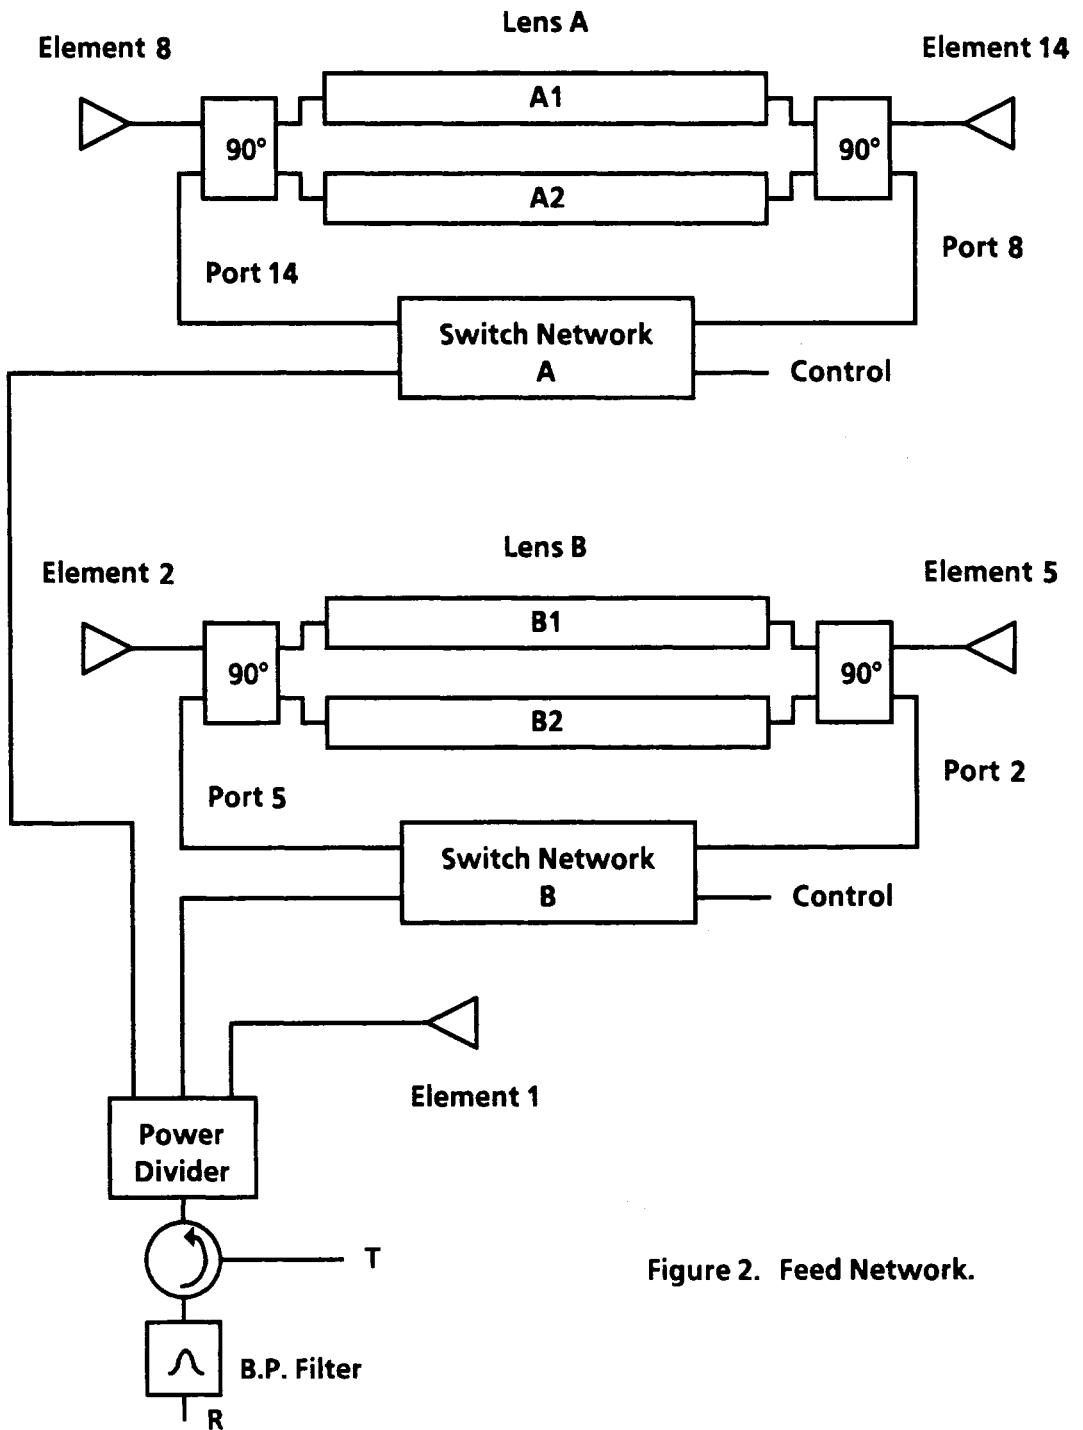 Lens A
Element 8
Element 14
A1
90°
90°
A2
Port 14
Port 8
Switch Network
A
Control
Lens B
Element 2
Element 5
B1
90°
90°
B2
Port 5
Port 2
Switch Network
B
Control
Element 1
Power
Divider
T
Figure 2. Feed Network.
B.P. Filter
R